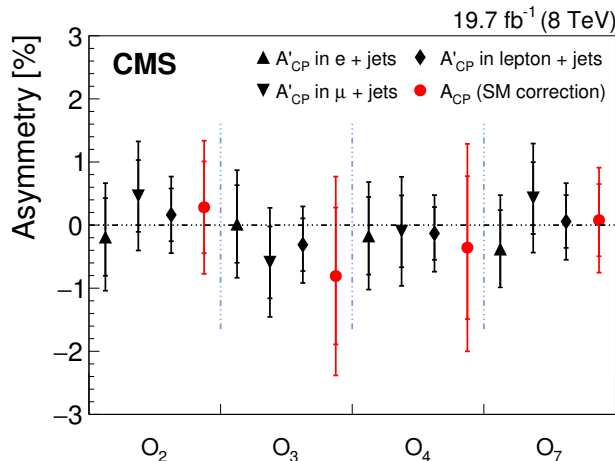 19.7 fb⁻¹ (8 TeV)
CMS
A'CP in e + jets
A'CP in lepton + jets
A'CP in μ + jets
ACP (SM correction)
Asymmetry [%]
3
2
1
0
−1
−2
−3
O2 O3 O4 O7